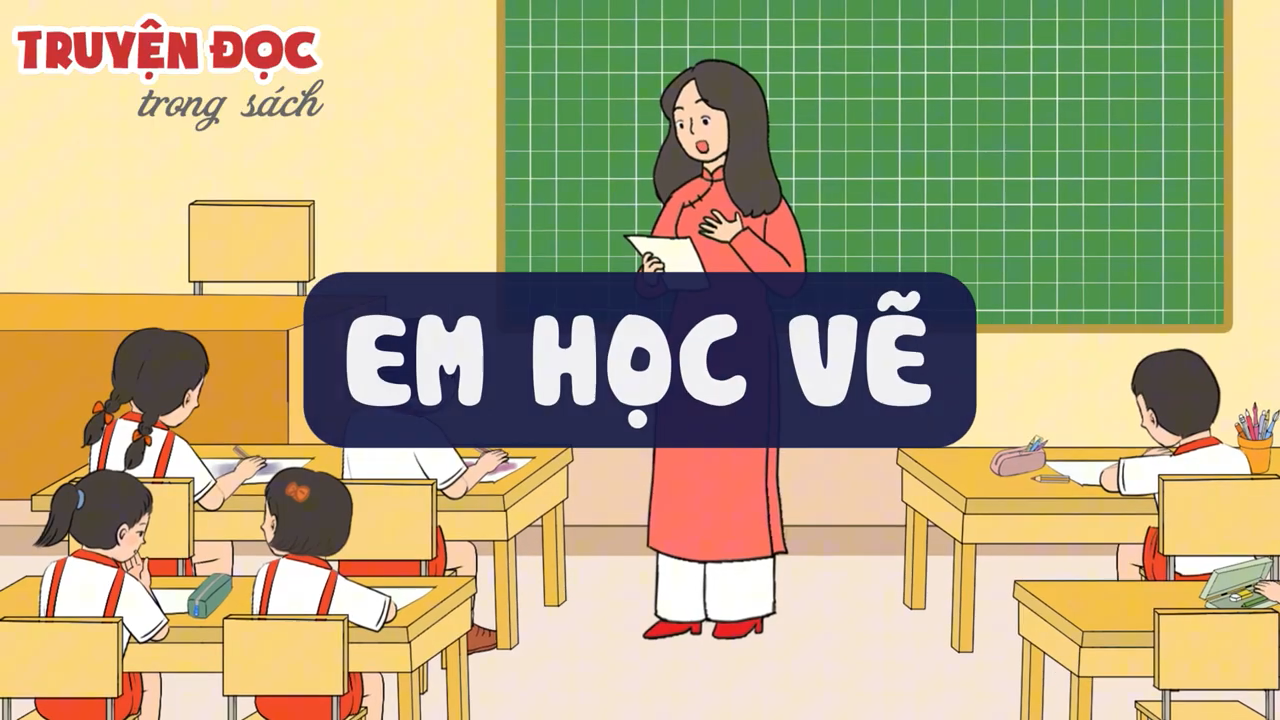 TRUYỆN ĐỌC
trong sách
EM HỌC VẼ